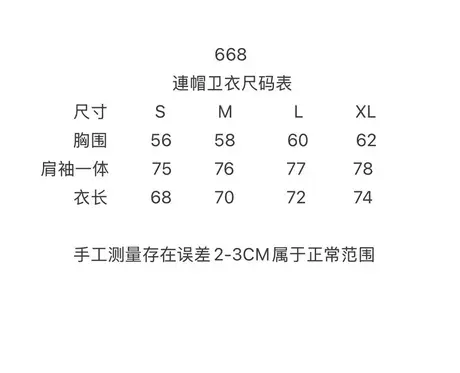 668
連帽卫衣尺码表
尺寸 S M L XL
胸围 56 58 60 62
肩袖一体 75 76 77 78
衣长 68 70 72 74
手工测量存在误差2-3CM属于正常范围